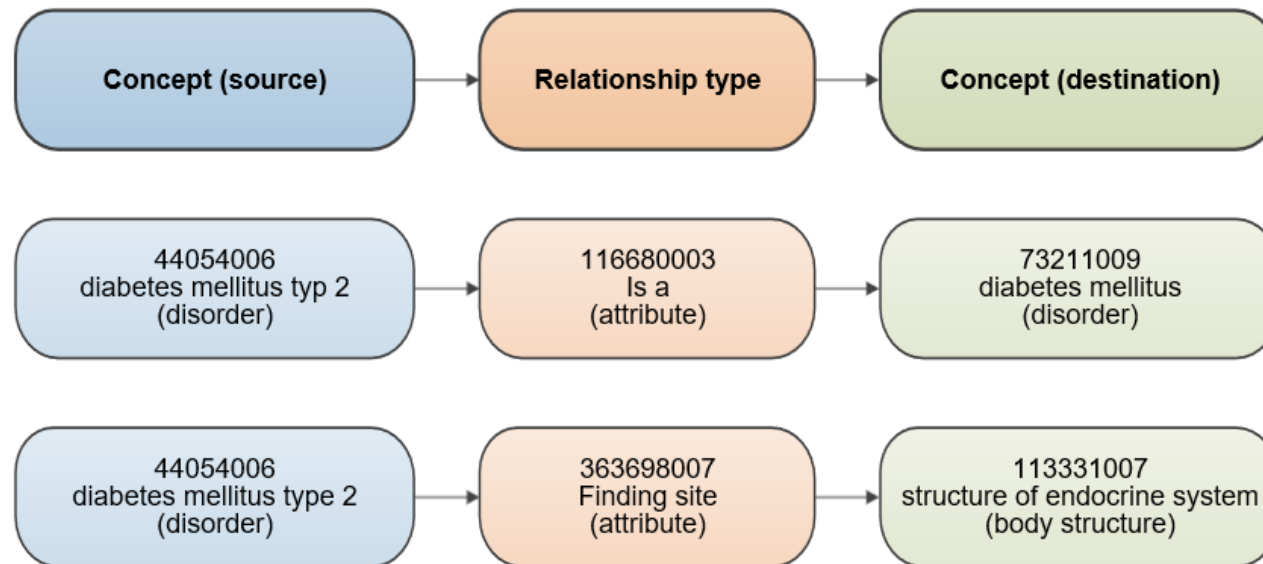 Concept (source)
Relationship type
Concept (destination)
44054006
diabetes mellitus typ 2
(disorder)
116680003
Is a
(attribute)
73211009
diabetes mellitus
(disorder)
44054006
diabetes mellitus type 2
(disorder)
363698007
Finding site
(attribute)
113331007
structure of endocrine system
(body structure)